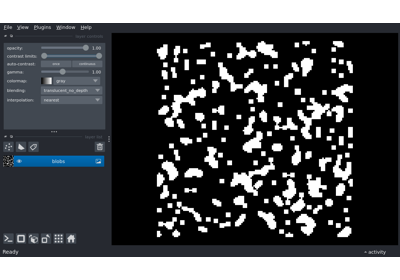 File View Plugins Window Help
opacity: 1.00
contrast limits:
auto-contrast: once continuous
gamma: 1.00
colormap: gray
blending: translucent_no_depth
interpolation: nearest
blobs
Ready
activity